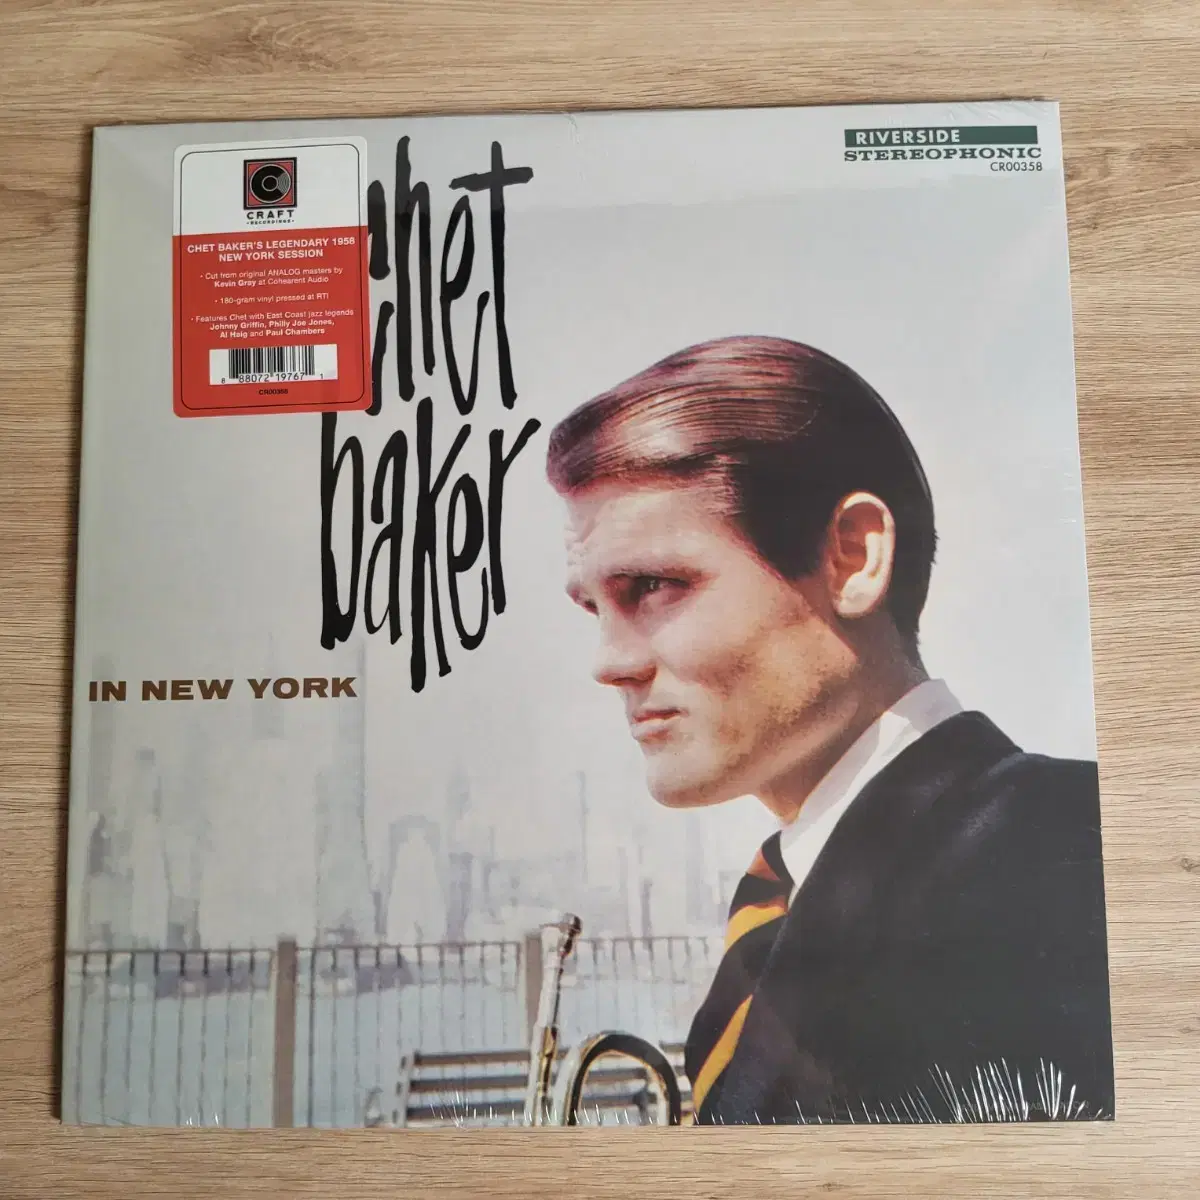 CRAFT
RECORDINGS
CHET BAKER'S LEGENDARY 1958
NEW YORK SESSION
• Cut from original ANALOG masters by
Kevin Gray at Cohearent Audio
• 180-gram vinyl pressed at RTI
• Features Chet with East Coast jazz legends
Johnny Griffin, Philly Joe Jones,
Al Haig and Paul Chambers
8 88072 19767 1
CR00358
RIVERSIDE
STEREOPHONIC
CR00358
chet
baker
IN NEW YORK